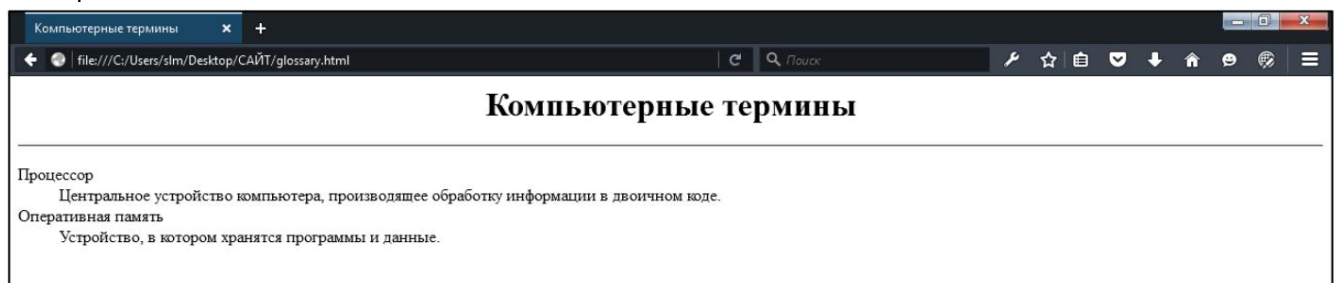 Компьютерные термины
file:///C:/Users/slm/Desktop/САЙТ/glossary.html
Поиск
Компьютерные термины
Процессор
Центральное устройство компьютера, производящее обработку информации в двоичном коде.
Оперативная память
Устройство, в котором хранятся программы и данные.